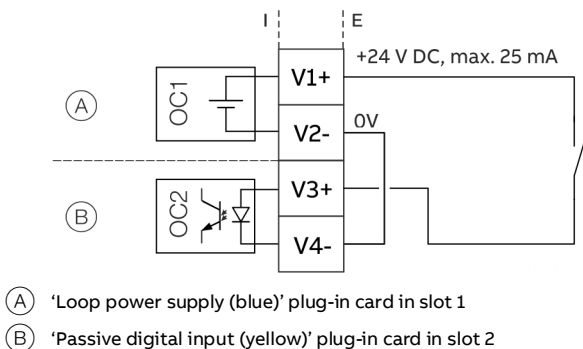 I E
+24 V DC, max. 25 mA
OC1
V1+
A
V2-
0V
V3+
OC2
B
V4-
A 'Loop power supply (blue)' plug-in card in slot 1
B 'Passive digital input (yellow)' plug-in card in slot 2